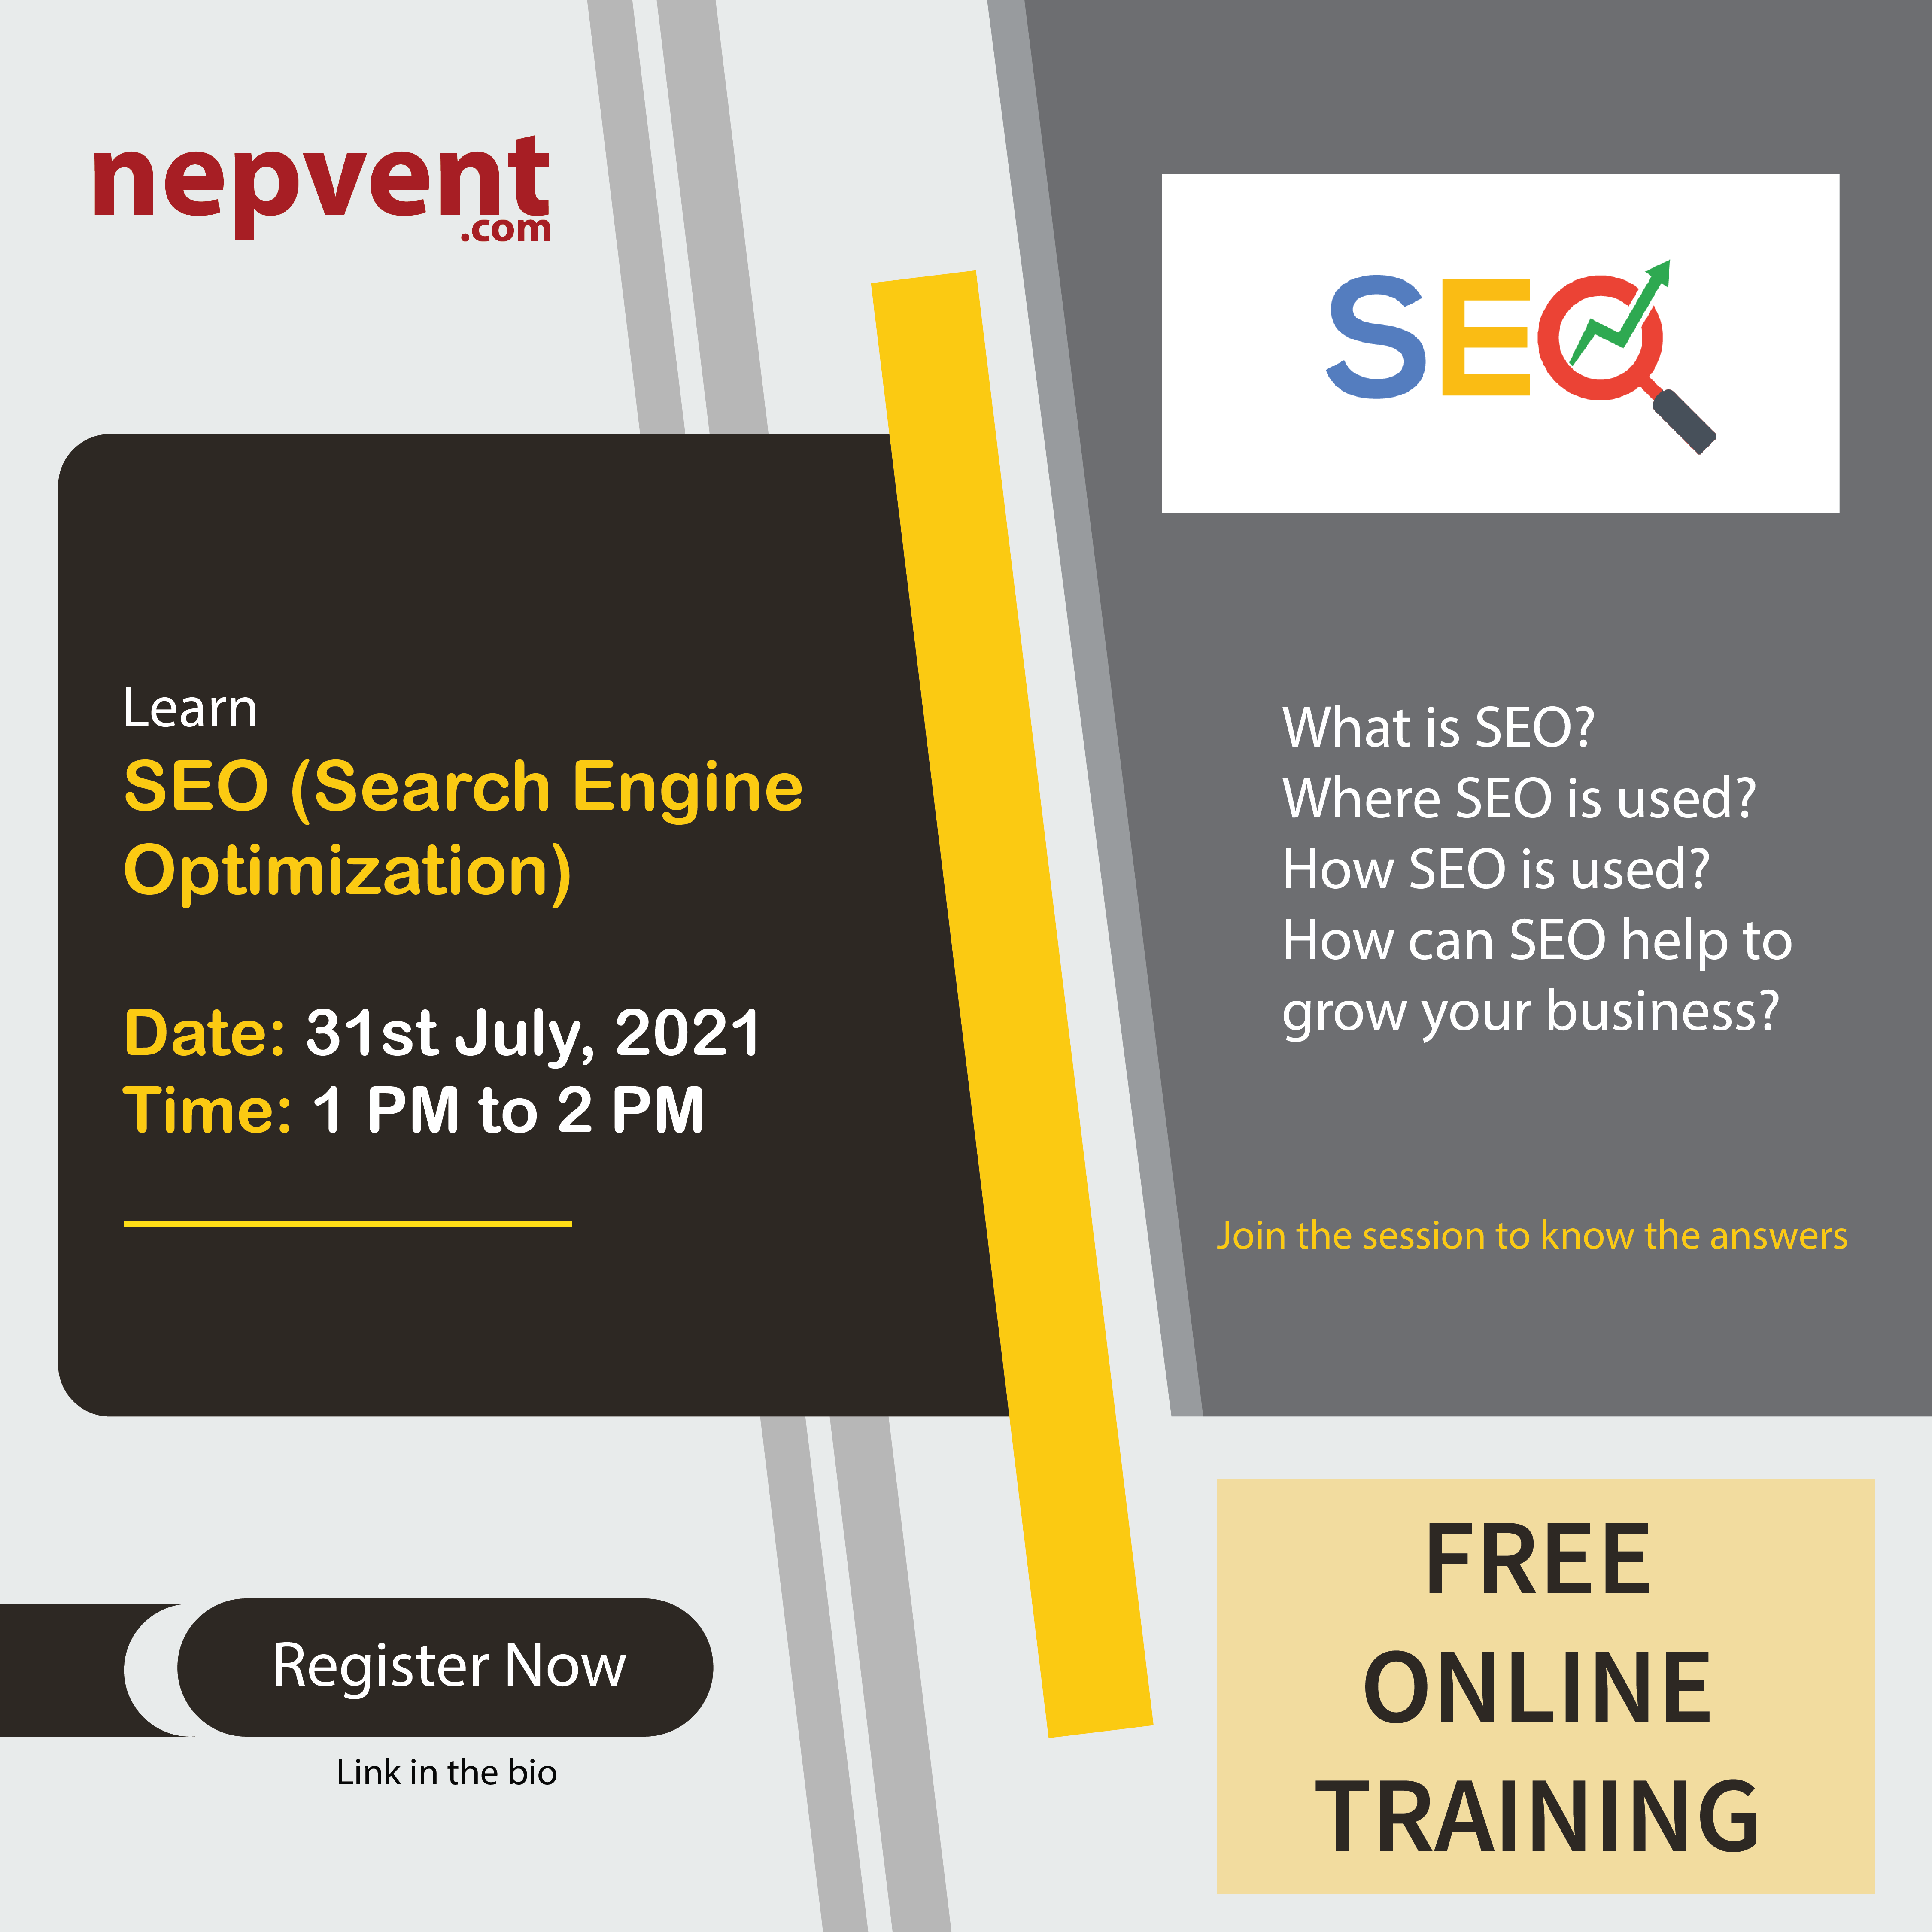 nepvent
.com
SEO
Learn
SEO (Search Engine
Optimization)
Date: 31st July, 2021
Time: 1 PM to 2 PM
What is SEO?
Where SEO is used?
How SEO is used?
How can SEO help to
grow your business?
Join the session to know the answers
Register Now
Link in the bio
FREE
ONLINE
TRAINING